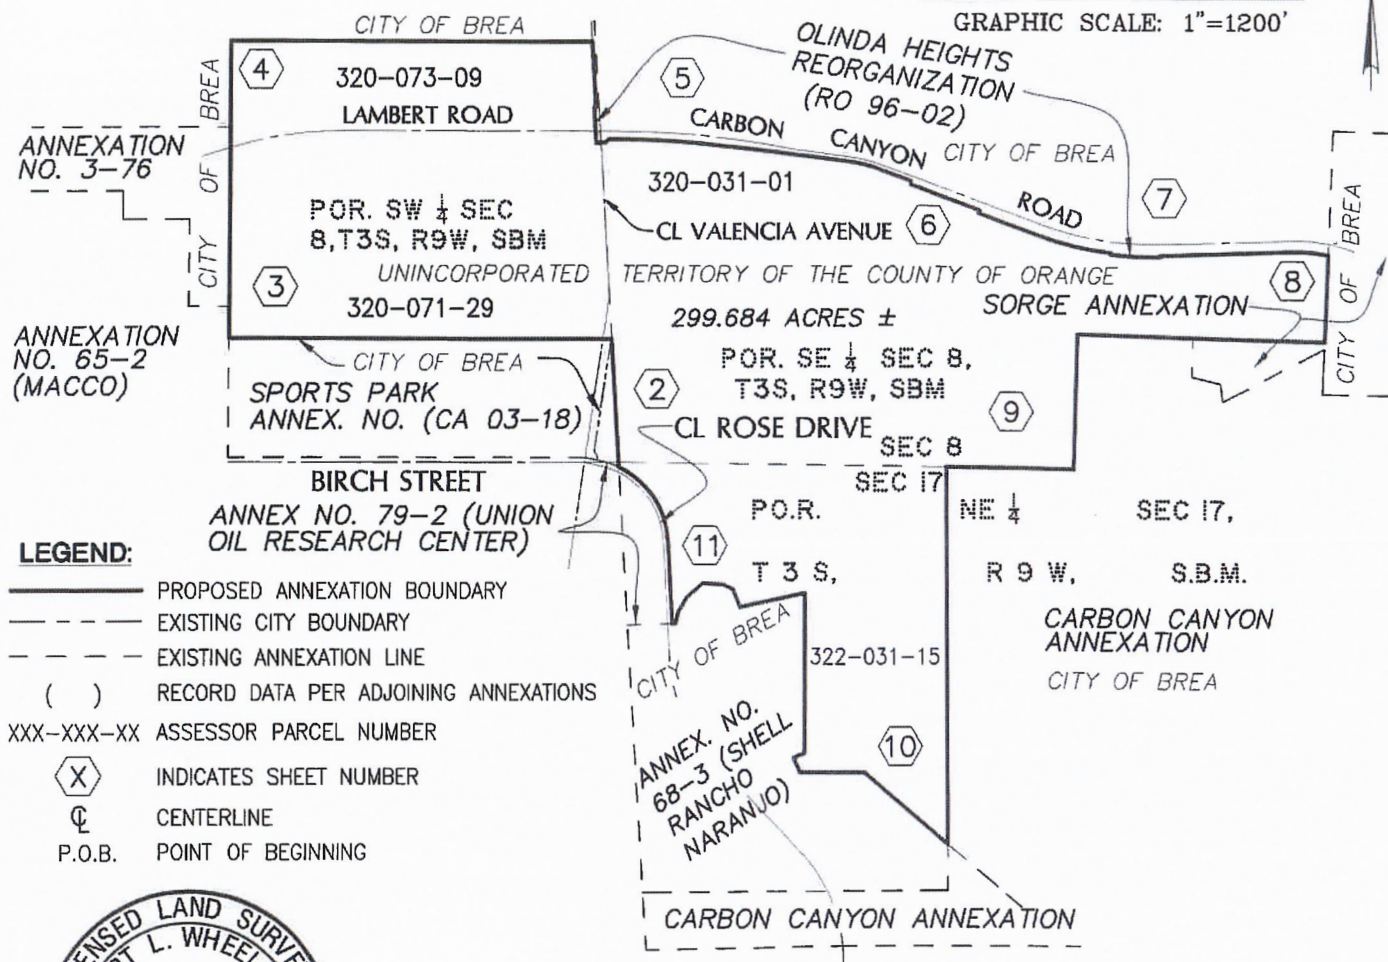 CITY OF BREA
GRAPHIC SCALE: 1"=1200'
OLINDA HEIGHTS
REORGANIZATION
(RO 96-02)
CITY OF BREA
4
320-073-09
LAMBERT ROAD
5
CARBON CANYON ROAD
CITY OF BREA
7
ANNEXATION
NO. 3-76
320-031-01
POR. SW 1/4 SEC
8,T3S, R9W, SBM
CL VALENCIA AVENUE
6
CITY OF BREA
UNINCORPORATED TERRITORY OF THE COUNTY OF ORANGE
3
320-071-29
299.684 ACRES ±
SORGE ANNEXATION
8
ANNEXATION
NO. 65-2
(MACCO)
CITY OF BREA
POR. SE 1/4 SEC 8,
T3S, R9W, SBM
SPORTS PARK
ANNEX. NO. (CA 03-18)
2
CL ROSE DRIVE
9
SEC 8
SEC 17
BIRCH STREET
ANNEX NO. 79-2 (UNION
OIL RESEARCH CENTER)
PO.R. NE 1/4 SEC 17,
11
T 3 S, R 9 W, S.B.M.
CARBON CANYON
ANNEXATION
CITY OF BREA
CITY OF BREA
322-031-15
10
ANNEX. NO.
68-3 (SHELL
RANCHO
NARANJO)
CARBON CANYON ANNEXATION
LEGEND:
PROPOSED ANNEXATION BOUNDARY
EXISTING CITY BOUNDARY
EXISTING ANNEXATION LINE
( ) RECORD DATA PER ADJOINING ANNEXATIONS
XXX-XXX-XX ASSESSOR PARCEL NUMBER
X INDICATES SHEET NUMBER
℄ CENTERLINE
P.O.B. POINT OF BEGINNING
LAND
L.